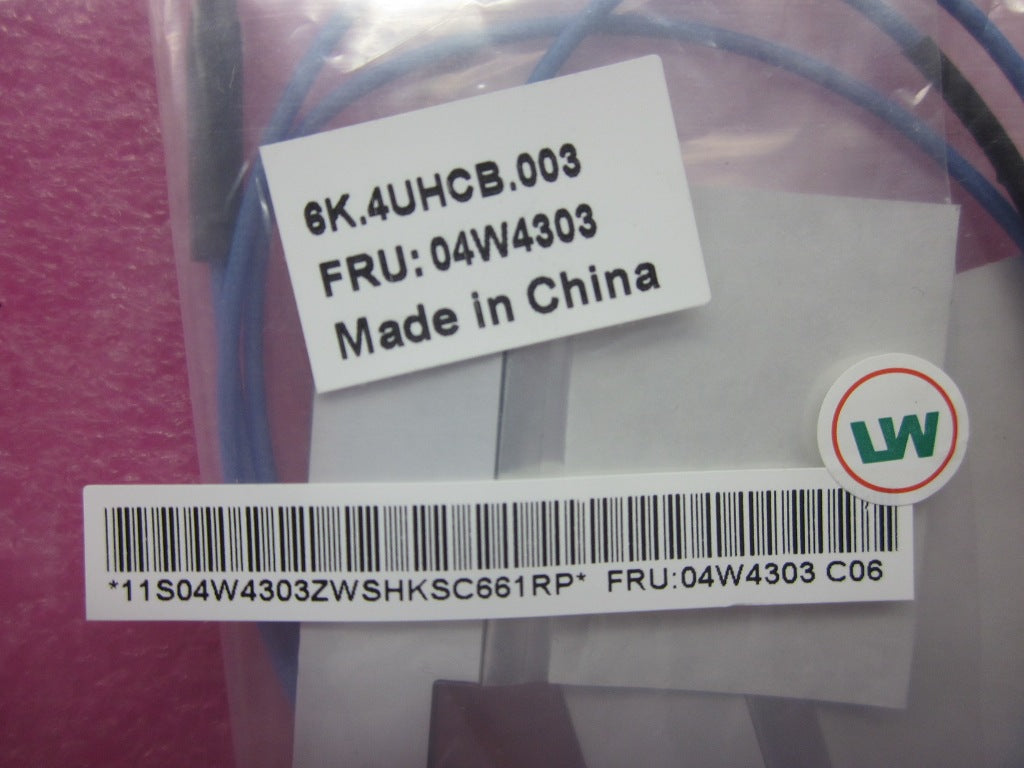 6K.4UHCB.003
FRU: 04W4303
Made in China
LW
*11S04W4303ZWSHKSC661RP* FRU:04W4303 C06